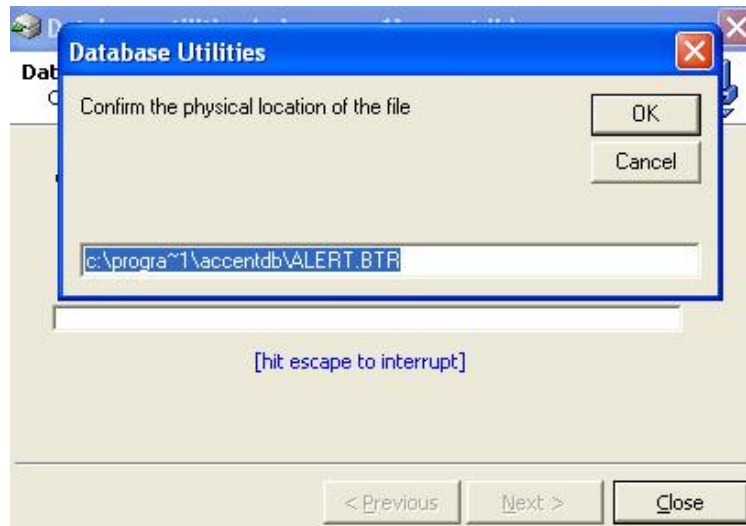 Database Utilities
Dat
Confirm the physical location of the file
OK
Cancel
c:\progra~1\accentdb\ALERT.BTR
[hit escape to interrupt]
< Previous
Next >
Close